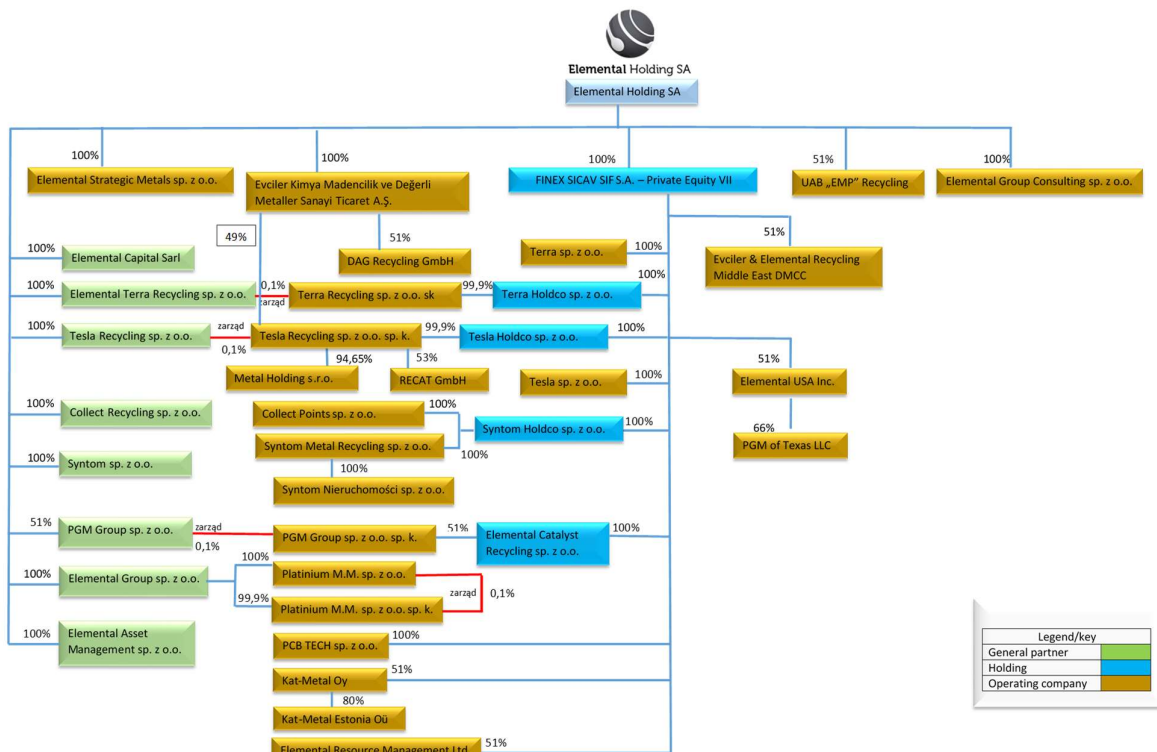 Elemental Holding SA
Elemental Holding SA
100%
100%
100%
51%
100%
Elemental Strategic Metals sp. z o.o.
Evciler Kimya Madencilik ve Değerli
Metaller Sanayi Ticaret A.Ş.
FINEX SICAV SIF S.A. – Private Equity VII
UAB „EMP” Recycling
Elemental Group Consulting sp. z o.o.
49%
51%
51%
100%
Elemental Capital Sarl
DAG Recycling GmbH
Terra sp. z o.o.
100%
Evciler & Elemental Recycling
Middle East DMCC
100%
Elemental Terra Recycling sp. z o.o.
0,1%
zarząd
Terra Recycling sp. z o.o. sk
99,9%
Terra Holdco sp. z o.o.
100%
100%
Tesla Recycling sp. z o.o.
zarząd
0,1%
Tesla Recycling sp. z o.o. sp. k.
99,9%
Tesla Holdco sp. z o.o.
100%
94,65%
53%
51%
Metal Holding s.r.o.
RECAT GmbH
Tesla sp. z o.o.
100%
Elemental USA Inc.
100%
Collect Recycling sp. z o.o.
Collect Points sp. z o.o.
100%
Syntom Holdco sp. z o.o.
100%
66%
PGM of Texas LLC
Syntom Metal Recycling sp. z o.o.
100%
100%
Syntom sp. z o.o.
100%
Syntom Nieruchomości sp. z o.o.
51%
PGM Group sp. z o.o.
zarząd
0,1%
PGM Group sp. z o.o. sp. k.
51%
Elemental Catalyst
Recycling sp. z o.o.
100%
100%
Elemental Group sp. z o.o.
100%
Platinium M.M. sp. z o.o.
99,9%
Platinium M.M. sp. z o.o. sp. k.
zarząd
0,1%
100%
Elemental Asset
Management sp. z o.o.
PCB TECH sp. z o.o.
100%
Kat-Metal Oy
51%
80%
Kat-Metal Estonia Oü
Elemental Resource Management Ltd
51%
Legend/key
General partner
Holding
Operating company